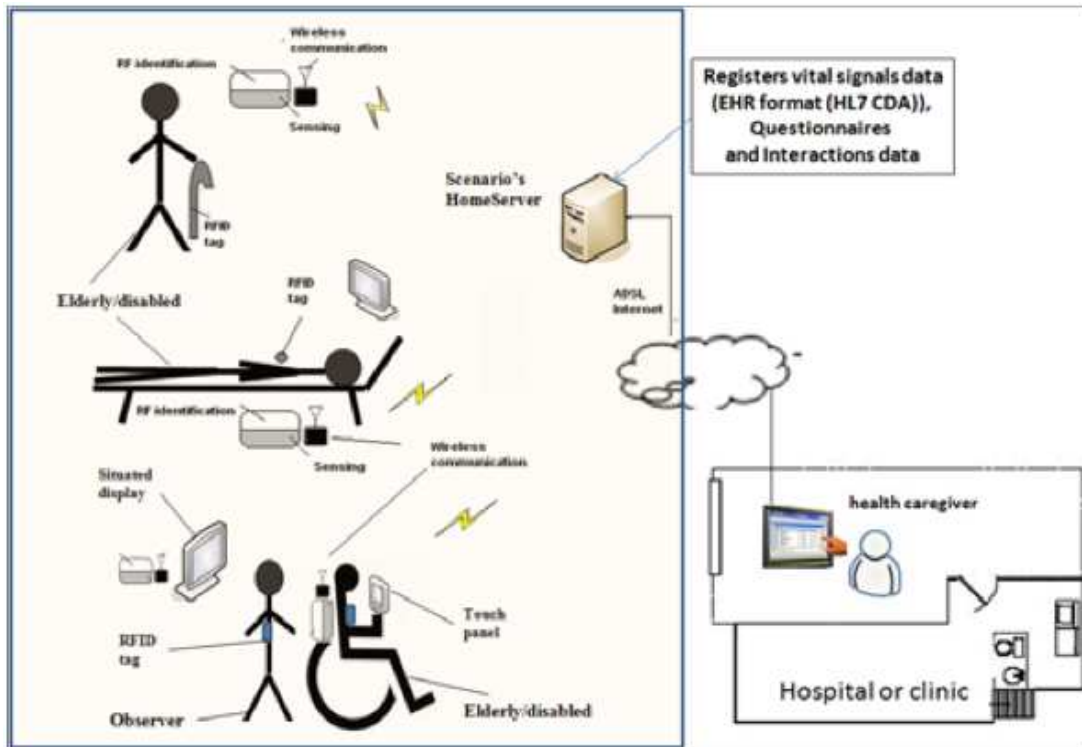 Wireless
communication
RF identification
Sensing
RFID
tag
Elderly/disabled
RFID
tag
RF identification
Sensing
Wireless
communication
Situated
display
RFID
tag
Observer
Touch
panel
Elderly/disabled
Scenario's
HomeServer
Registers vital signals data
(EHR format (HL7 CDA)),
Questionnaires
and Interactions data
ADSL
Internet
health caregiver
Hospital or clinic